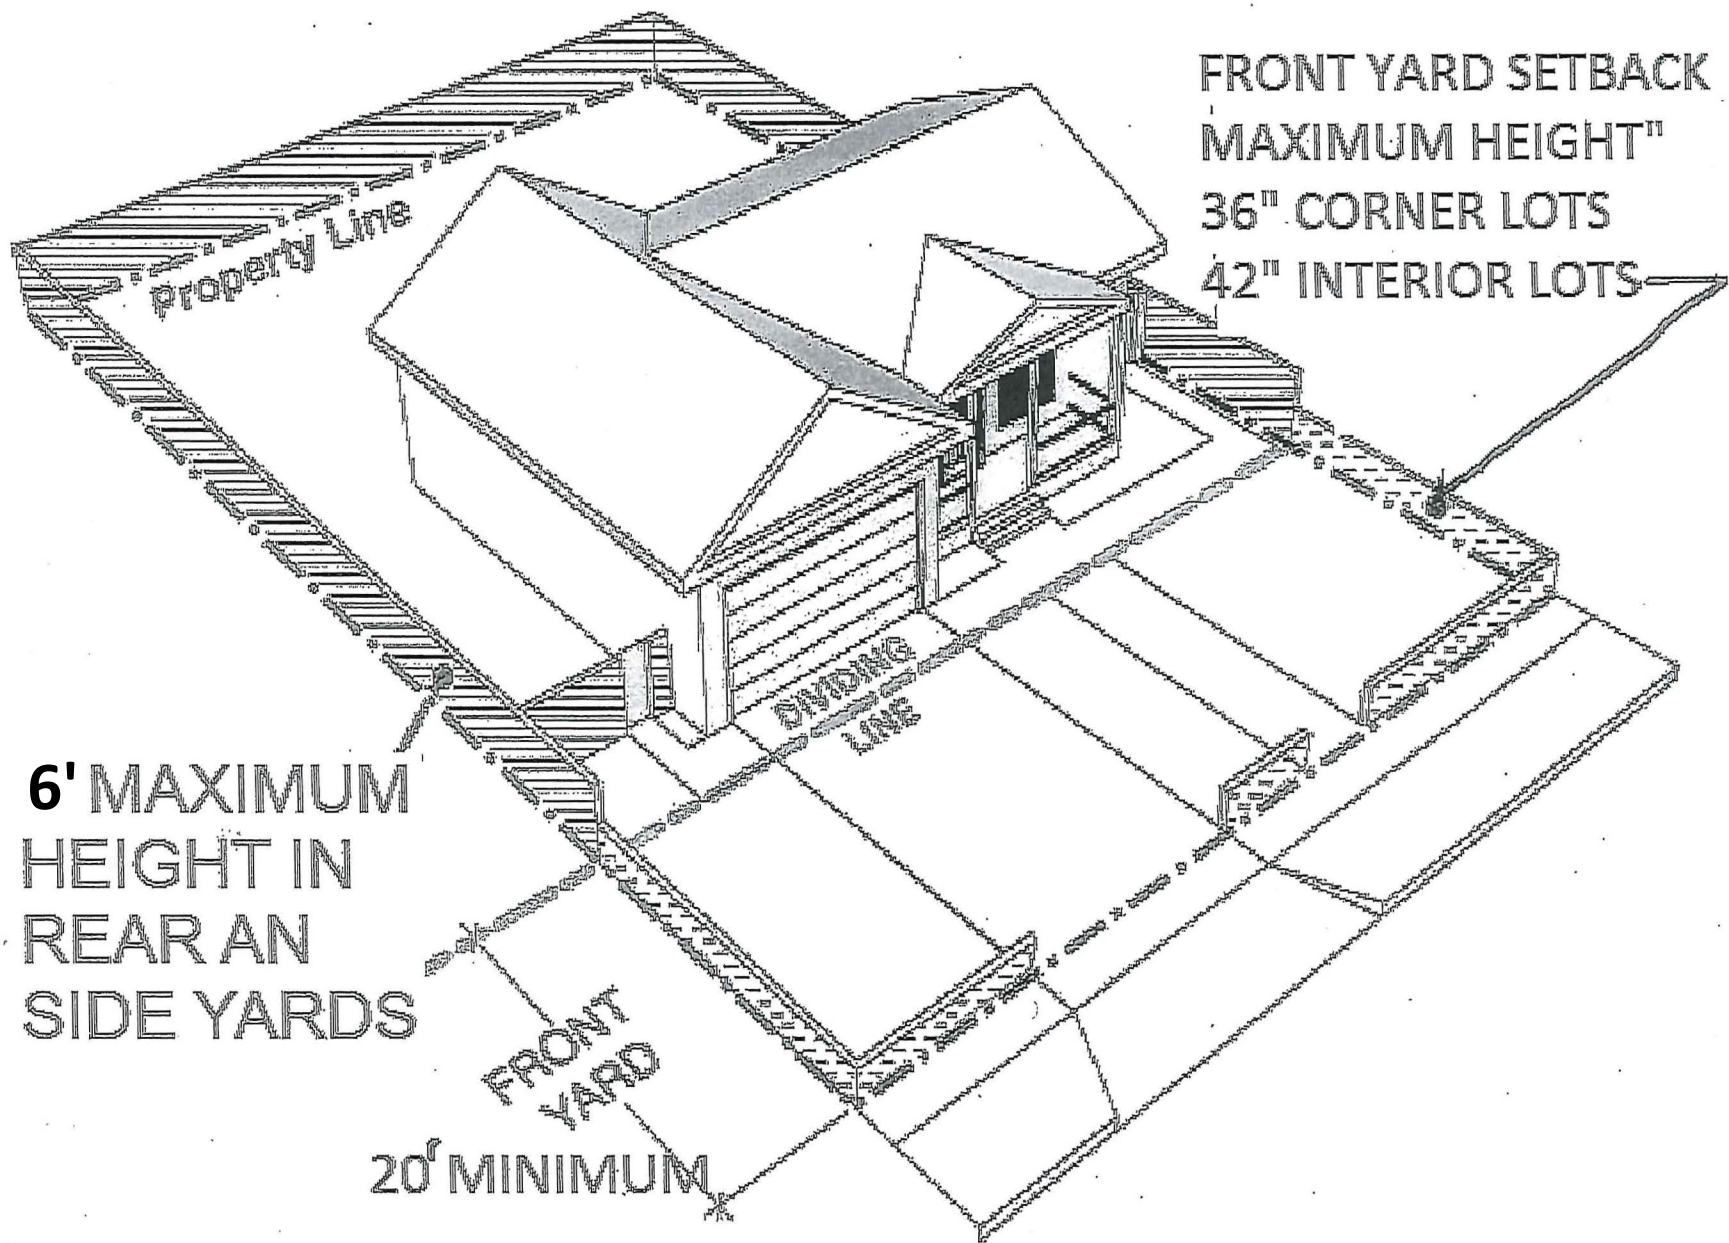 FRONT YARD SETBACK
MAXIMUM HEIGHT"
36" CORNER LOTS
42" INTERIOR LOTS
Property Line
DIVIDING
LINE
6' MAXIMUM
HEIGHT IN
REAR AN
SIDE YARDS
FRONT
YARD
20' MINIMUM